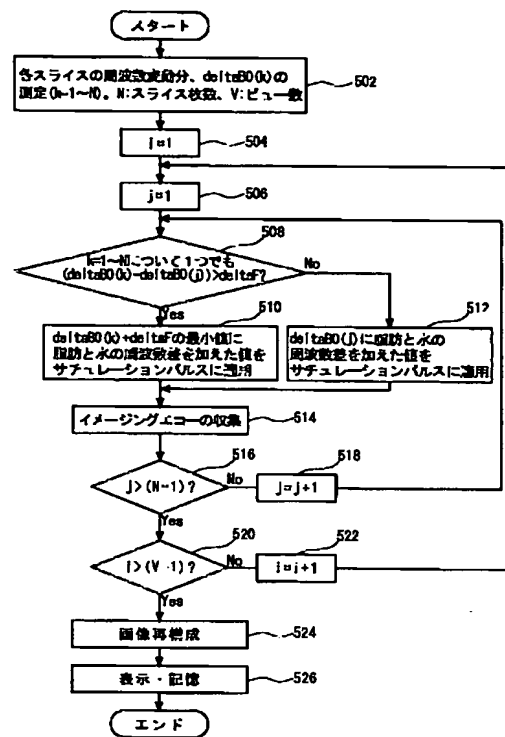 スタート
各スライスの周波数変動分、deltaB0(k)の
測定(k=1~N)。N:スライス枚数、V:ビュー数
502
i=1
504
j=1
506
508
k=1~Nについて1つでも
(deltaB0(k)-deltaB0(j))>deltaF?
No
Yes
510
deltaB0(k)+deltaFの最小値に
脂肪と水の周波数差を加えた値を
サチュレーションパルスに適用
512
deltaB0(j)に脂肪と水の
周波数差を加えた値を
サチュレーションパルスに適用
イメージングエコーの収集
514
516
j>(N-1)?
No
518
j=j+1
Yes
520
i>(V-1)?
No
522
i=i+1
Yes
画像再構成
524
表示・記憶
526
エンド